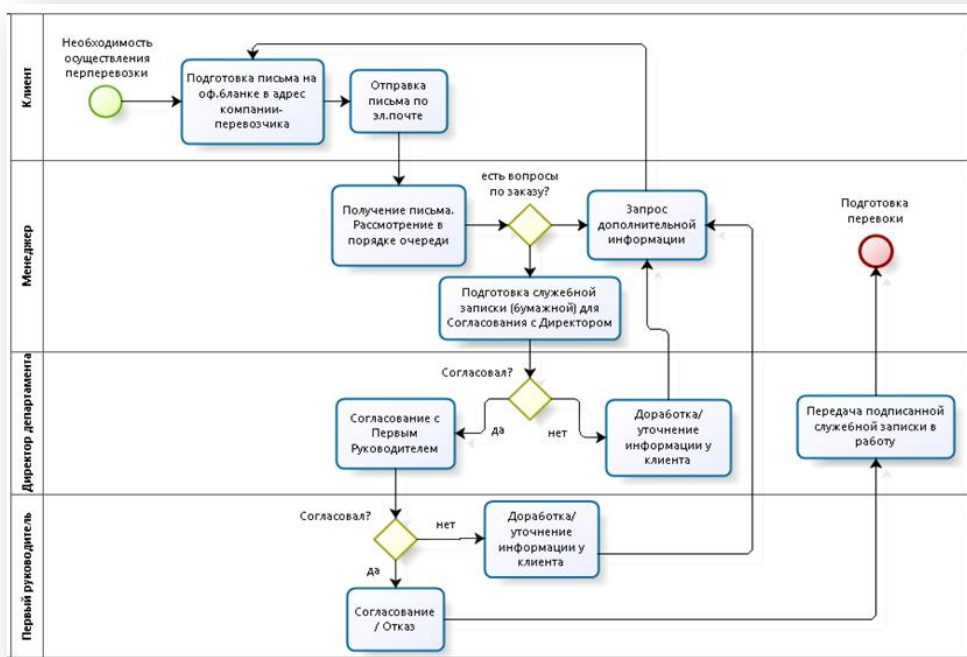 Клиент
Необходимость
осуществления
перперевозки
Подготовка письма на
оф.бланке в адрес
компании-
перевозчика
Отправка
письма по
эл.почте
Менеджер
Получение письма.
Рассмотрение в
порядке очереди
есть вопросы
по заказу?
Запрос
дополнительной
информации
Подготовка
перевоки
Подготовка служебной
записки (бумажной) для
Согласования с Директором
Директор департамента
Согласовал?
да
нет
Согласование с
Первым
Руководителем
Доработка/
уточнение
информации у
клиента
Передача подписанной
служебной записки в
работу
Первый руководитель
Согласовал?
нет
да
Доработка/
уточнение
информации у
клиента
Согласование
/ Отказ